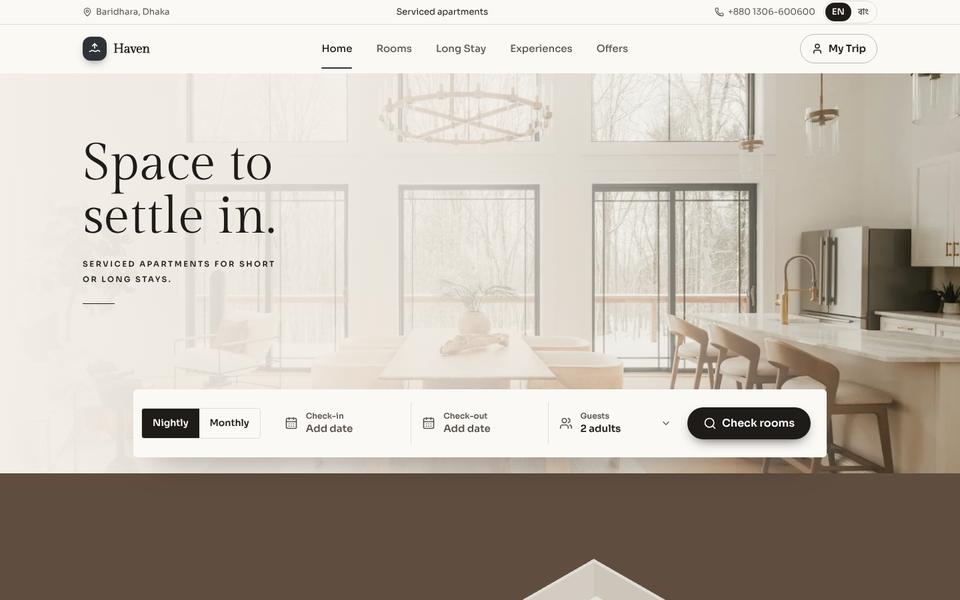 Baridhara, Dhaka
Serviced apartments
+880 1306-600600
EN
বাং
Haven
Home
Rooms
Long Stay
Experiences
Offers
My Trip
Space to
settle in.
SERVICED APARTMENTS FOR SHORT
OR LONG STAYS.
Nightly
Monthly
Check-in
Add date
Check-out
Add date
Guests
2 adults
Check rooms